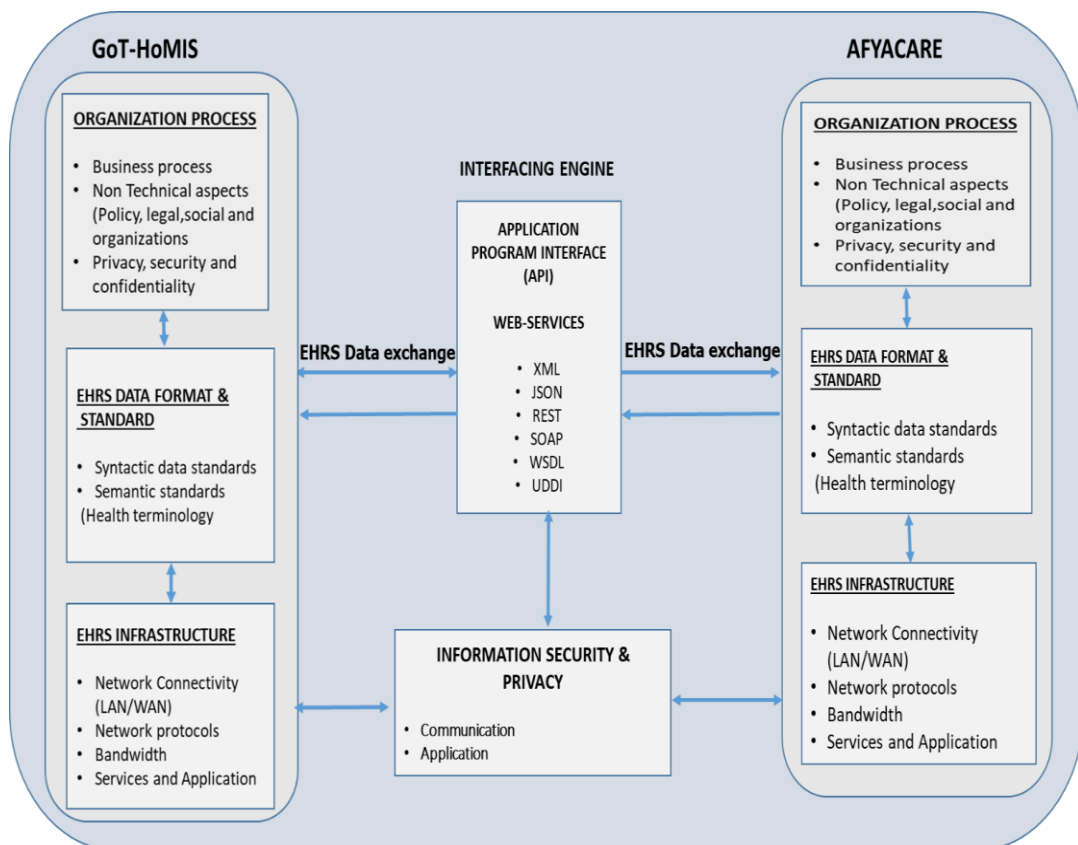 GoT-HoMIS
ORGANIZATION PROCESS
• Business process
• Non Technical aspects
(Policy, legal,social and
organizations
• Privacy, security and
confidentiality
EHRS DATA FORMAT &
STANDARD
• Syntactic data standards
• Semantic standards
(Health terminology
EHRS INFRASTRUCTURE
• Network Connectivity
(LAN/WAN)
• Network protocols
• Bandwidth
• Services and Application
EHRS Data exchange
INTERFACING ENGINE
APPLICATION
PROGRAM INTERFACE
(API)
WEB-SERVICES
• XML
• JSON
• REST
• SOAP
• WSDL
• UDDI
INFORMATION SECURITY &
PRIVACY
• Communication
• Application
EHRS Data exchange
AFYACARE
ORGANIZATION PROCESS
• Business process
• Non Technical aspects
(Policy, legal,social and
organizations
• Privacy, security and
confidentiality
EHRS DATA FORMAT &
STANDARD
• Syntactic data standards
• Semantic standards
(Health terminology
EHRS INFRASTRUCTURE
• Network Connectivity
(LAN/WAN)
• Network protocols
• Bandwidth
• Services and Application